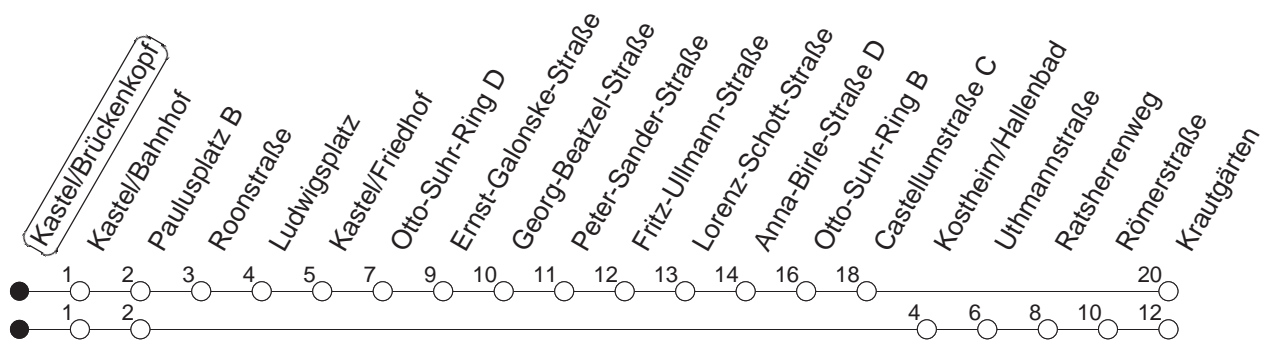 Kastel/Brückenkopf
Kastel/Bahnhof
Paulusplatz B
Roonstraße
Ludwigsplatz
Kastel/Friedhof
Otto-Suhr-Ring D
Ernst-Galonske-Straße
Georg-Beatzel-Straße
Peter-Sander-Straße
Fritz-Ullmann-Straße
Lorenz-Schott-Straße
Anna-Birle-Straße D
Otto-Suhr-Ring B
Castellumstraße C
Kostheim/Hallenbad
Uthmannstraße
Ratsherrenweg
Römerstraße
Krautgärten
1 2 3 4 5 7 9 10 11 12 13 14 16 18 20
1 2 4 6 8 10 12